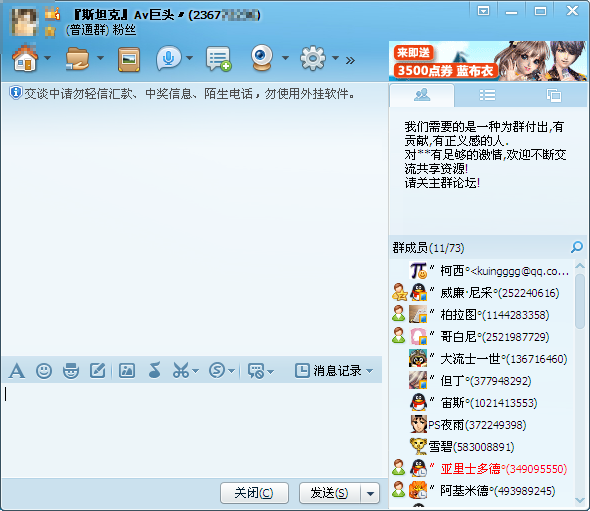 『斯坦克』Av巨头〃(2367
(普通群) 粉丝
来即送
3500点券 蓝布衣
交谈中请勿轻信汇款、中奖信息、陌生电话，勿使用外挂软件。
我们需要的是一种为群付出,有
贡献,有正义感的人.
对**有足够的激情,欢迎不断交
流共享资源!
请关主群论坛!
群成员(11/73)
〃柯西°<kuingggg@qq.co...
〃威廉·尼采°(252240616)
〃柏拉图°(1144283358)
〃哥白尼°(2521987729)
〃大流士一世°(136716460)
〃但丁°(377948292)
〃宙斯°(1021413553)
PS夜雨(372249398)
雪碧(583008891)
〃亚里士多德°(349095550)
〃阿基米德°(493989245)
消息记录
关闭(C)
发送(S)